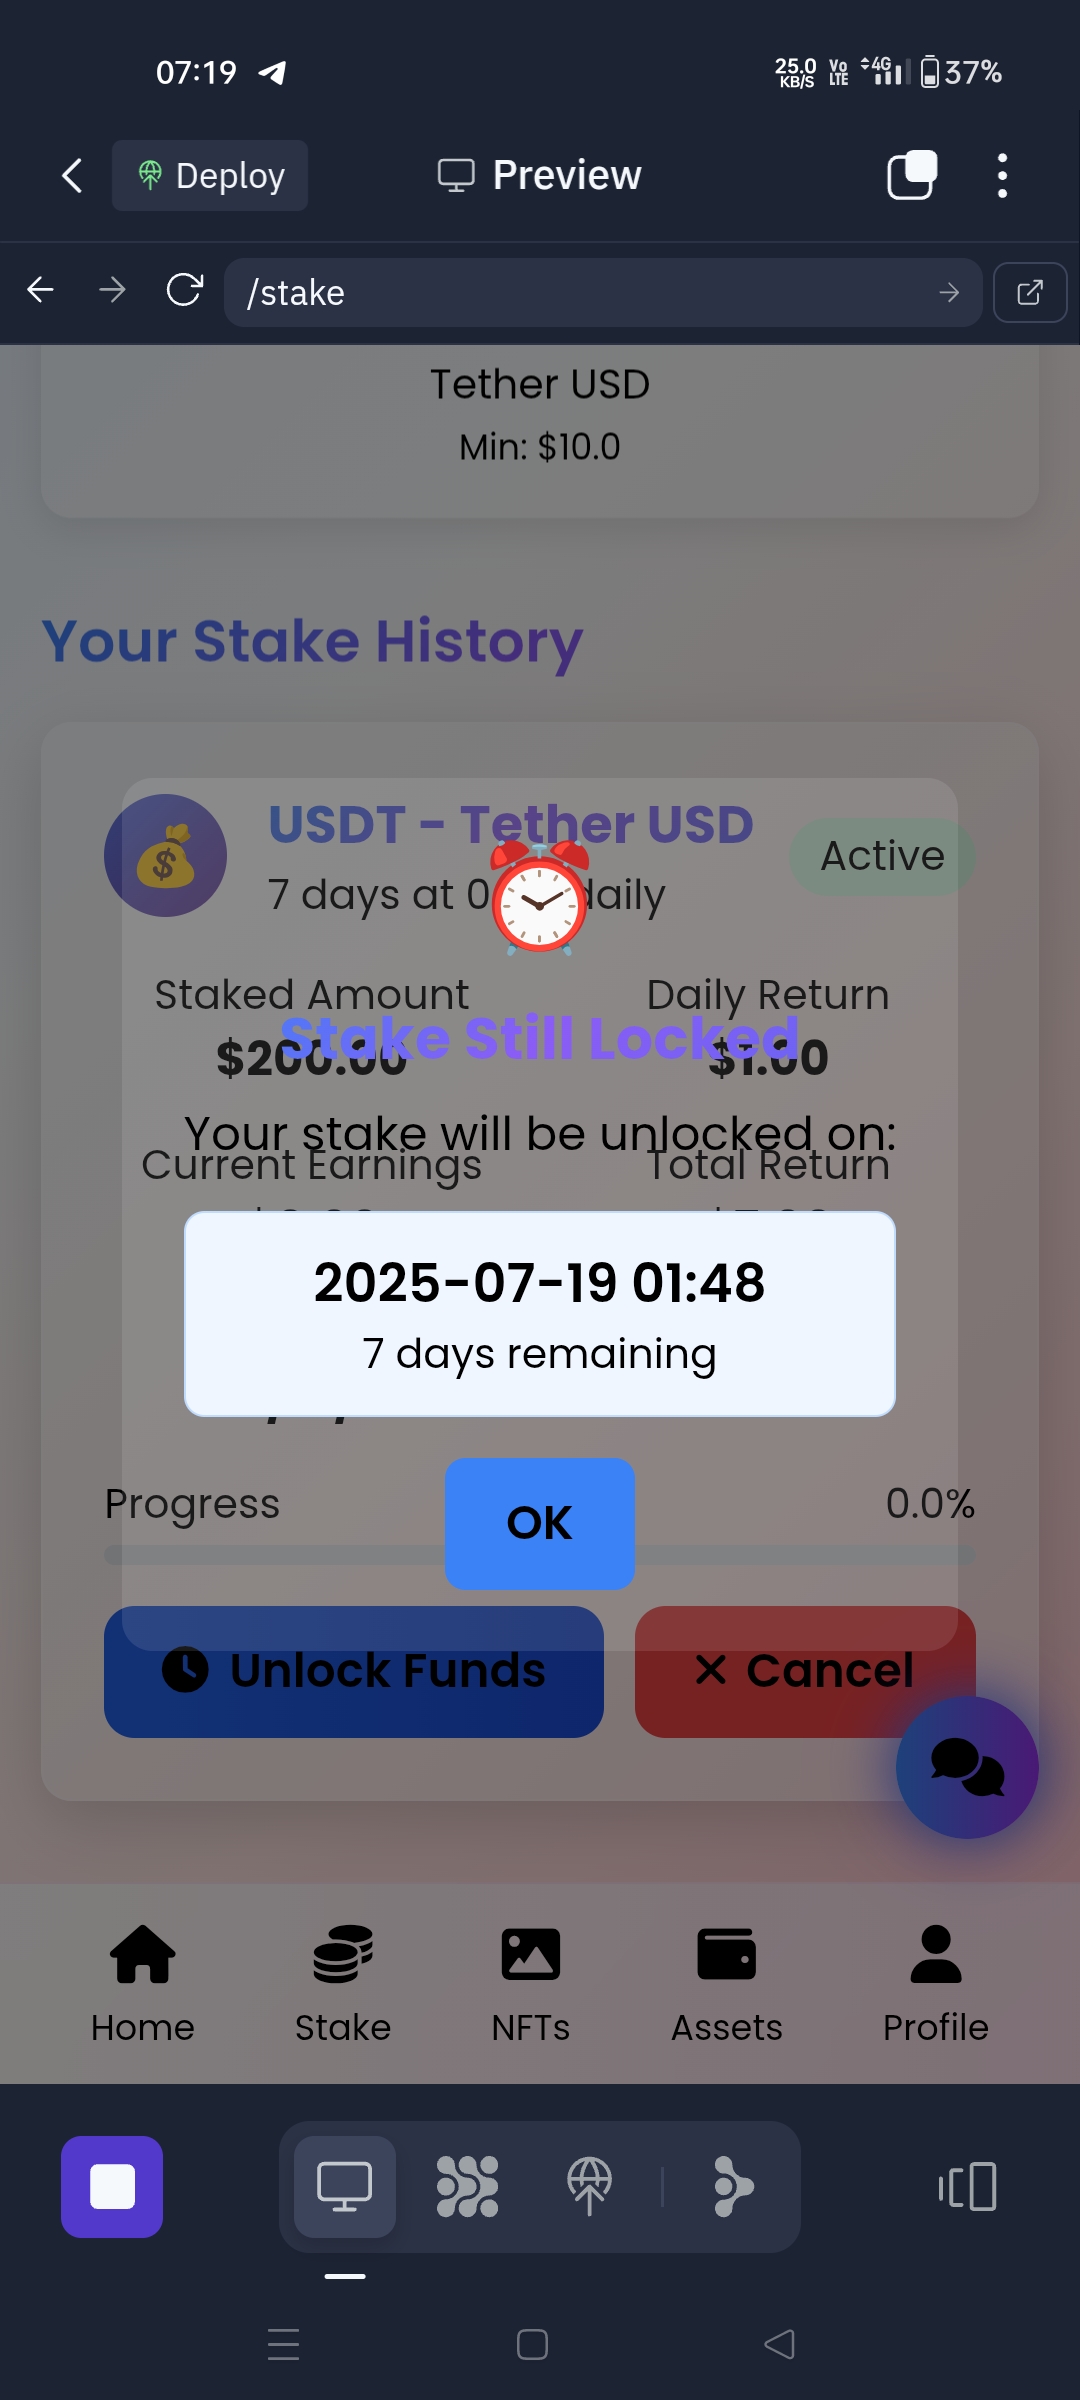 07:19 25.0 KB/S Vo LTE 4G 37%
Deploy Preview
/stake
Tether USD
Min: $10.0
Your Stake History
USDT - Tether USD
Active
7 days at 0 daily
Staked Amount Daily Return
$200.00 $1.00
Stake Still Locked
Your stake will be unlocked on:
Current Earnings Total Return
2025-07-19 01:48
7 days remaining
OK
Progress 0.0%
Unlock Funds Cancel
Home Stake NFTs Assets Profile